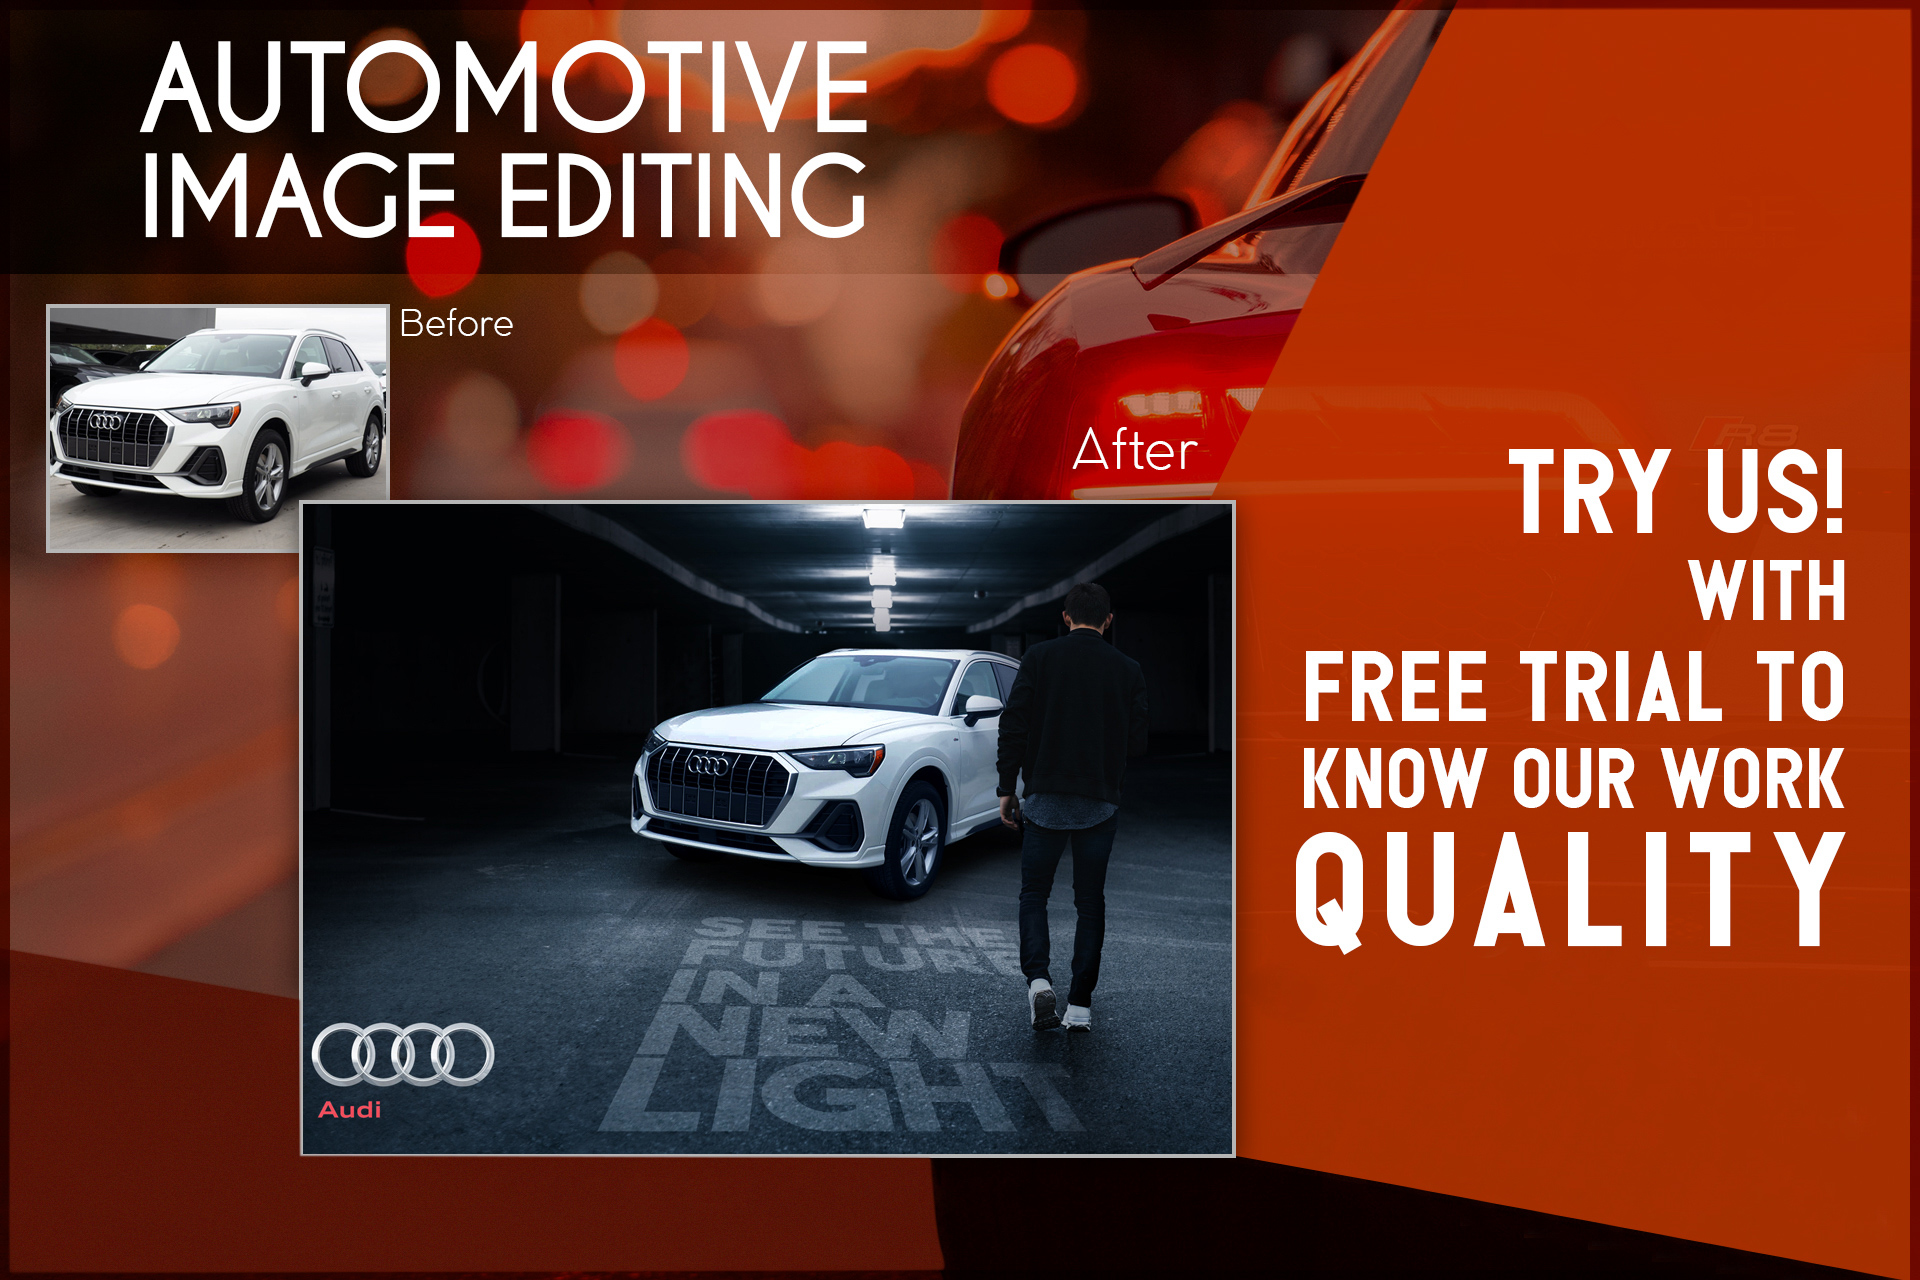 AUTOMOTIVE
IMAGE EDITING
Before
After
R8
TRY US!
WITH
FREE TRIAL TO
KNOW OUR WORK
QUALITY
SEE THE
FUTURE
IN A
NEW
LIGHT
Audi